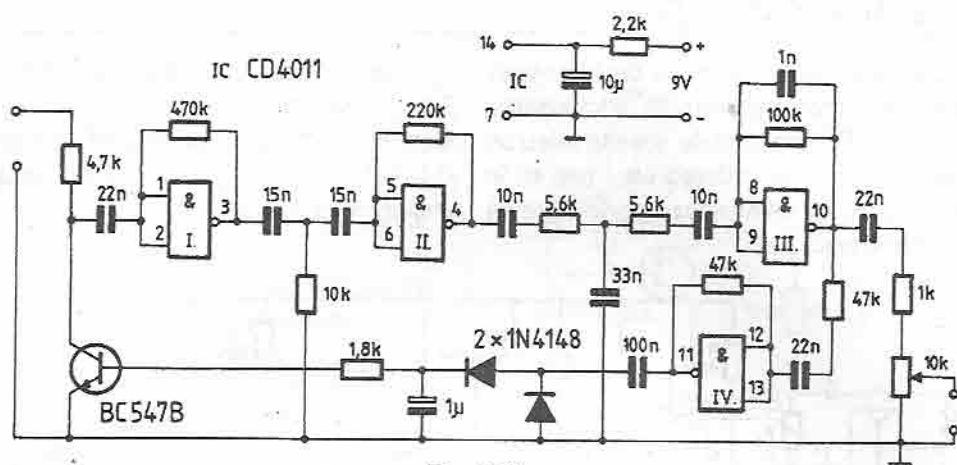 IC CD4011
14
2,2k
+
IC
10µ
9V
7
-
1n
100k
470k
220k
4,7k
22n
1
2
&
I.
3
15n
15n
5
6
&
II.
4
10n
5,6k
5,6k
10n
8
9
&
III.
10
22n
10k
33n
47k
47k
1k
1,8k
2×1N4148
100n
11
&
IV.
12
13
22n
10k
BC547B
1µ